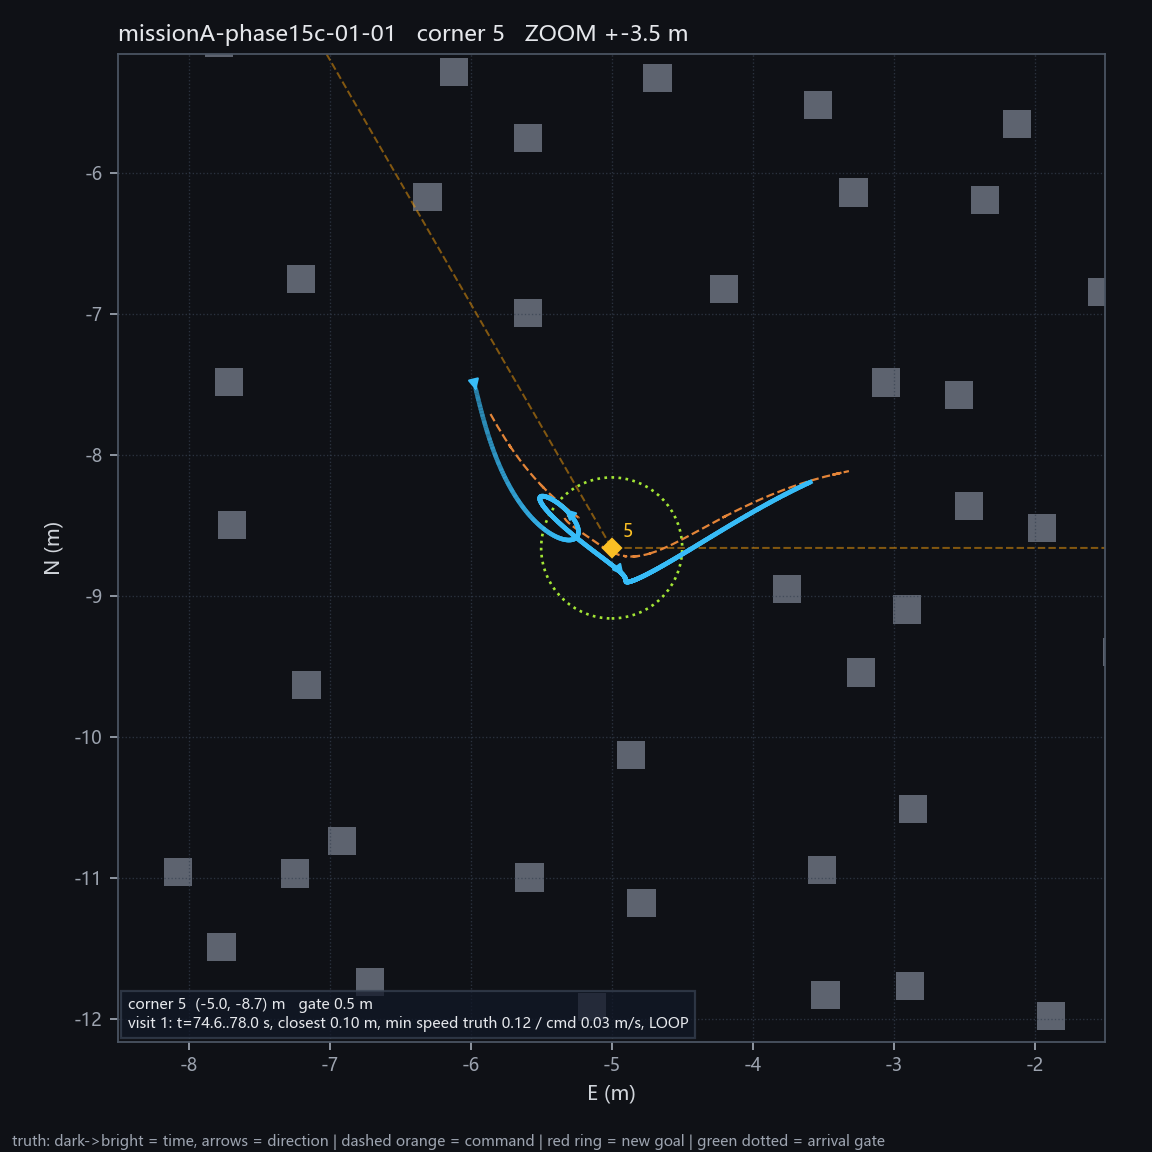 missionA-phase15c-01-01   corner 5   ZOOM +-3.5 m
-6
-7
-8
-9
-10
-11
-12
N (m)
5
corner 5  (-5.0, -8.7) m   gate 0.5 m
visit 1: t=74.6..78.0 s, closest 0.10 m, min speed truth 0.12 / cmd 0.03 m/s, LOOP
-8 -7 -6 -5 -4 -3 -2
E (m)
truth: dark->bright = time, arrows = direction | dashed orange = command | red ring = new goal | green dotted = arrival gate